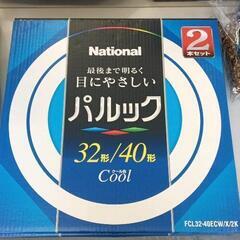 National
2
本セット
最後まで明るく
目にやさしい
パルック
32形/40形
クール色
Cool
FCL32・40ECW/X/2K